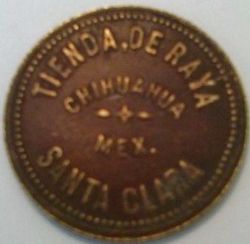 TIENDA. DE RAYA
CHIHUAHUA
MEX.
SANTA CLARA